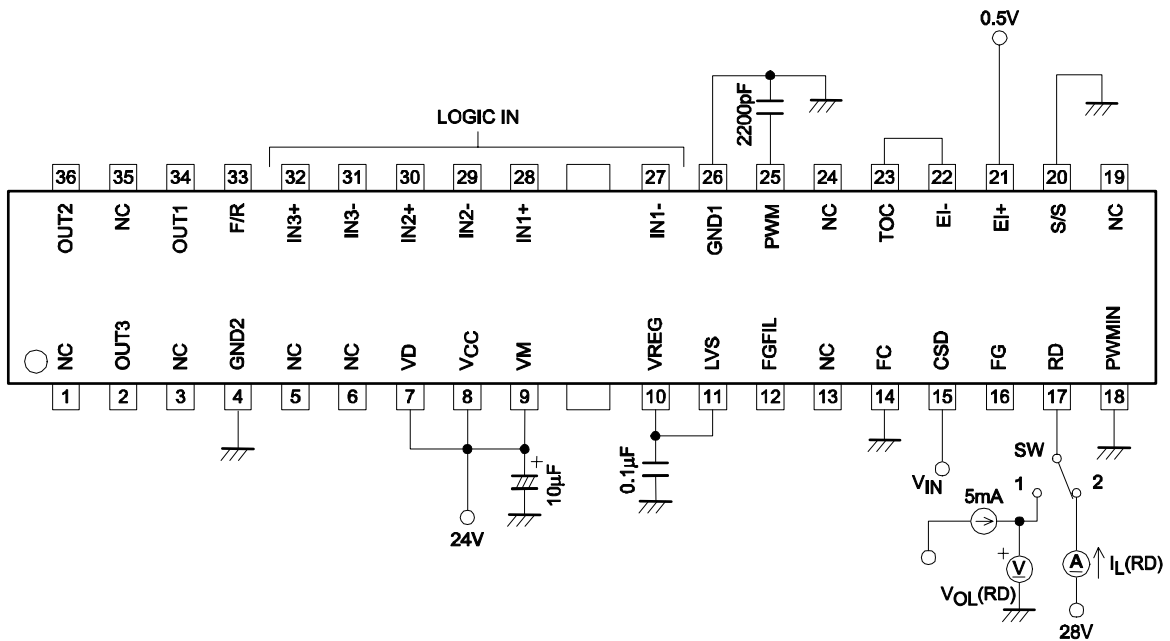 0.5V
2200pF
LOGIC IN
36 35 34 33 32 31 30 29 28 27 26 25 24 23 22 21 20 19
OUT2 NC OUT1 F/R IN3+ IN3- IN2+ IN2- IN1+ IN1- GND1 PWM NC TOC EI- EI+ S/S NC
NC OUT3 NC GND2 NC NC VD VCC VM VREG LVS FGFIL NC FC CSD FG RD PWMIN
1 2 3 4 5 6 7 8 9 10 11 12 13 14 15 16 17 18
+
10μF
0.1μF
24V
VIN
SW
1 2
5mA
+
V
A
VOL(RD)
IL(RD)
28V